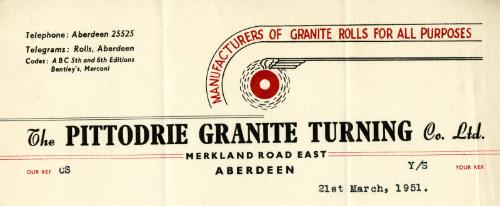 Telephone: Aberdeen 25525
Telegrams: Rolls, Aberdeen
Codes: A B C 5th and 6th Editions
Bentley's, Marconi
MANUFACTURERS OF GRANITE ROLLS FOR ALL PURPOSES
The PITTODRIE GRANITE TURNING Co. Ltd.
MERKLAND ROAD EAST
OUR REF. CS ABERDEEN Y/S YOUR REF.
21st March, 1951.